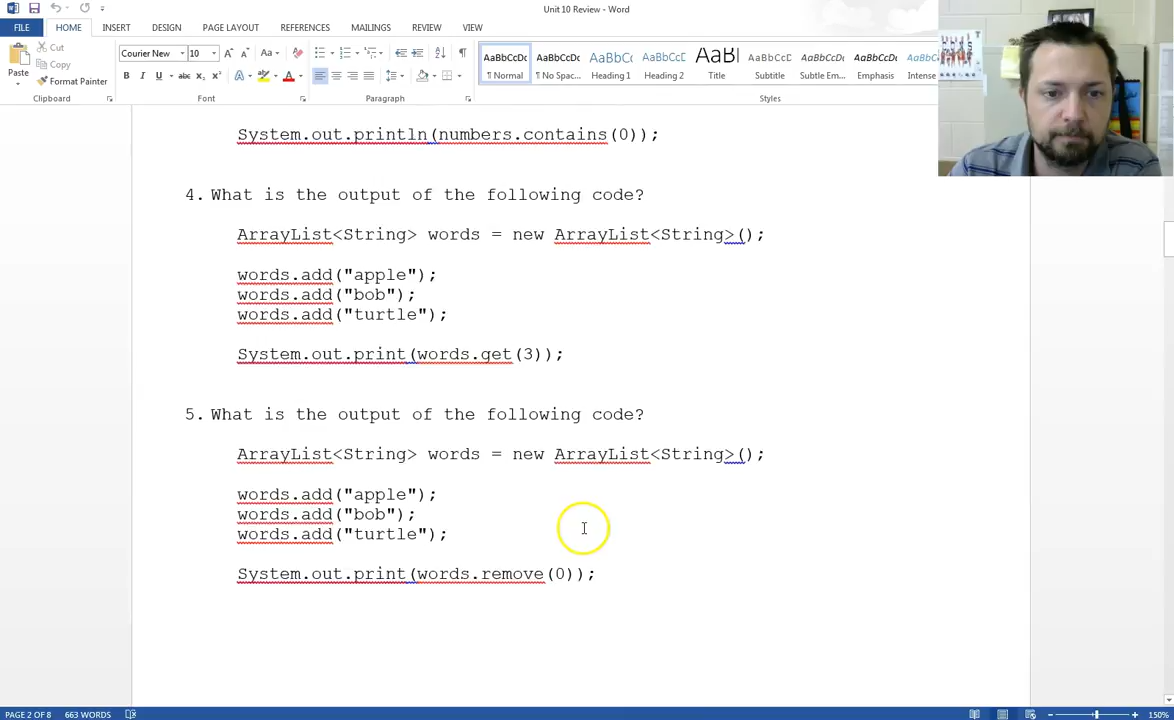 Unit 10 Review - Word
FILE HOME INSERT DESIGN PAGE LAYOUT REFERENCES MAILINGS REVIEW VIEW
Paste
Cut
Copy
Format Painter
Clipboard
Courier New 10
Font
Paragraph
AaBbCcDc AaBbCcDc AaBbCcD AaBbCcD AaBl AaBbCcD AaBbCcDc AaBbCcDc AaBbCc
¶ Normal ¶ No Spac... Heading 1 Heading 2 Title Subtitle Subtle Em... Emphasis Intense
Styles
System.out.println(numbers.contains(0));
4. What is the output of the following code?
ArrayList<String> words = new ArrayList<String>();
words.add("apple");
words.add("bob");
words.add("turtle");
System.out.print(words.get(3));
5. What is the output of the following code?
ArrayList<String> words = new ArrayList<String>();
words.add("apple");
words.add("bob");
words.add("turtle");
System.out.print(words.remove(0));
PAGE 2 OF 8 663 WORDS 150%